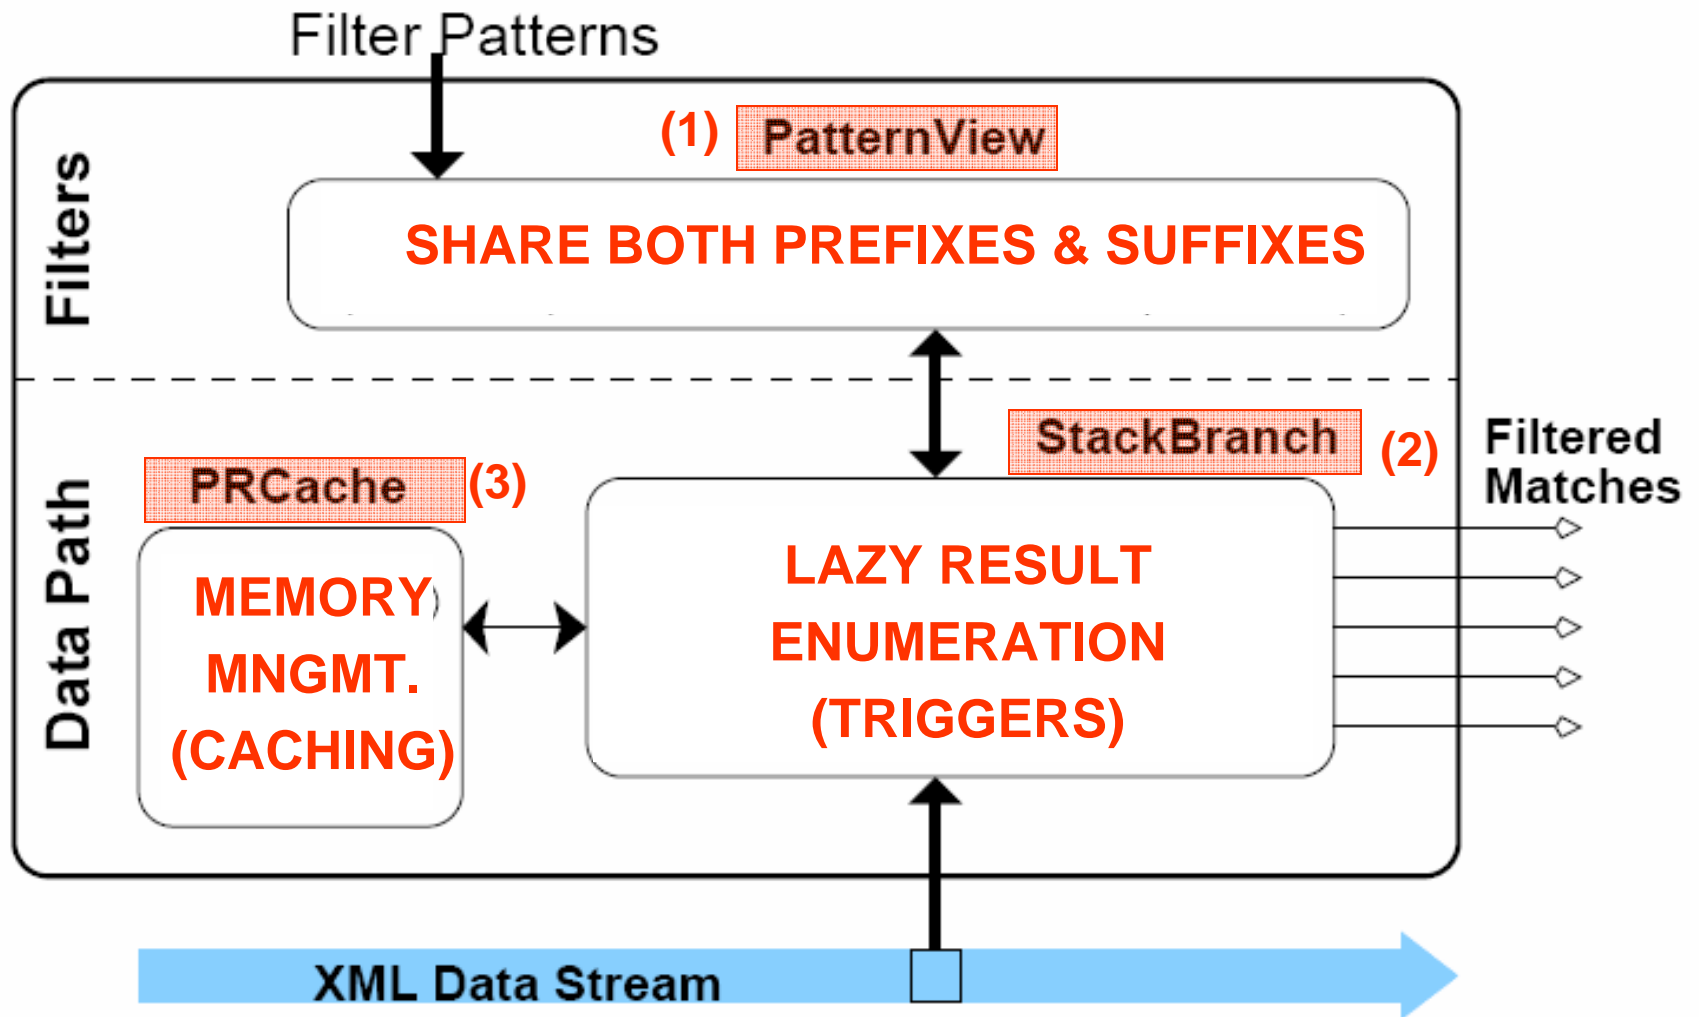 Filter Patterns
(1) PatternView
SHARE BOTH PREFIXES & SUFFIXES
Filters
StackBranch (2)
PRCache (3)
Filtered
Matches
LAZY RESULT
ENUMERATION
(TRIGGERS)
MEMORY)
MNGMT.
(CACHING)
Data Path
XML Data Stream